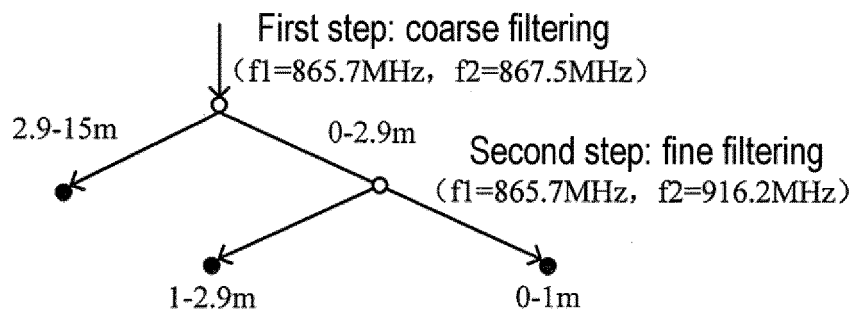 First step: coarse filtering
(f1=865.7MHz, f2=867.5MHz)
2.9-15m
0-2.9m
Second step: fine filtering
(f1=865.7MHz, f2=916.2MHz)
1-2.9m
0-1m